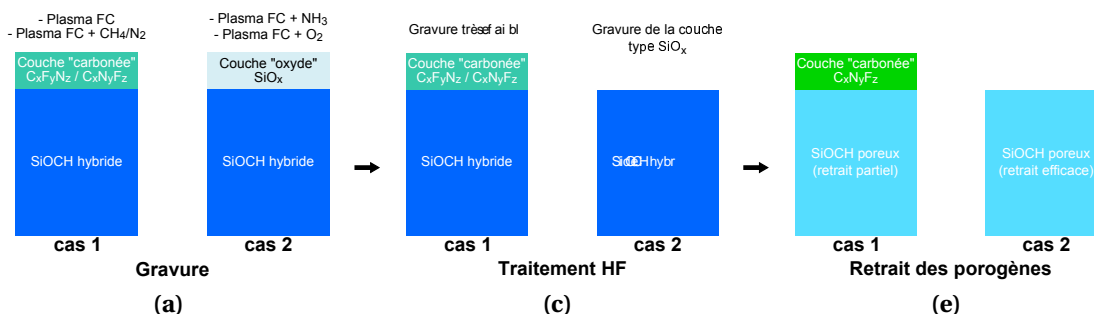 - Plasma FC
- Plasma FC + CH4/N2
Couche "carbonée"
CxFyNz / CxNyFz
SiOCH hybride
cas 1
- Plasma FC + NH3
- Plasma FC + O2
Couche "oxyde"
SiOx
SiOCH hybride
cas 2
Gravure
(a)
Gravure très
Couche "carbonée"
CxFyNz / CxNyFz
SiOCH hybride
cas 1
Gravure de la couche
type SiOx
cas 2
Traitement HF
(c)
Couche "carbonée"
CxNyFz
SiOCH poreux
(retrait partiel)
cas 1
SiOCH poreux
(retrait efficace)
cas 2
Retrait des porogènes
(e)